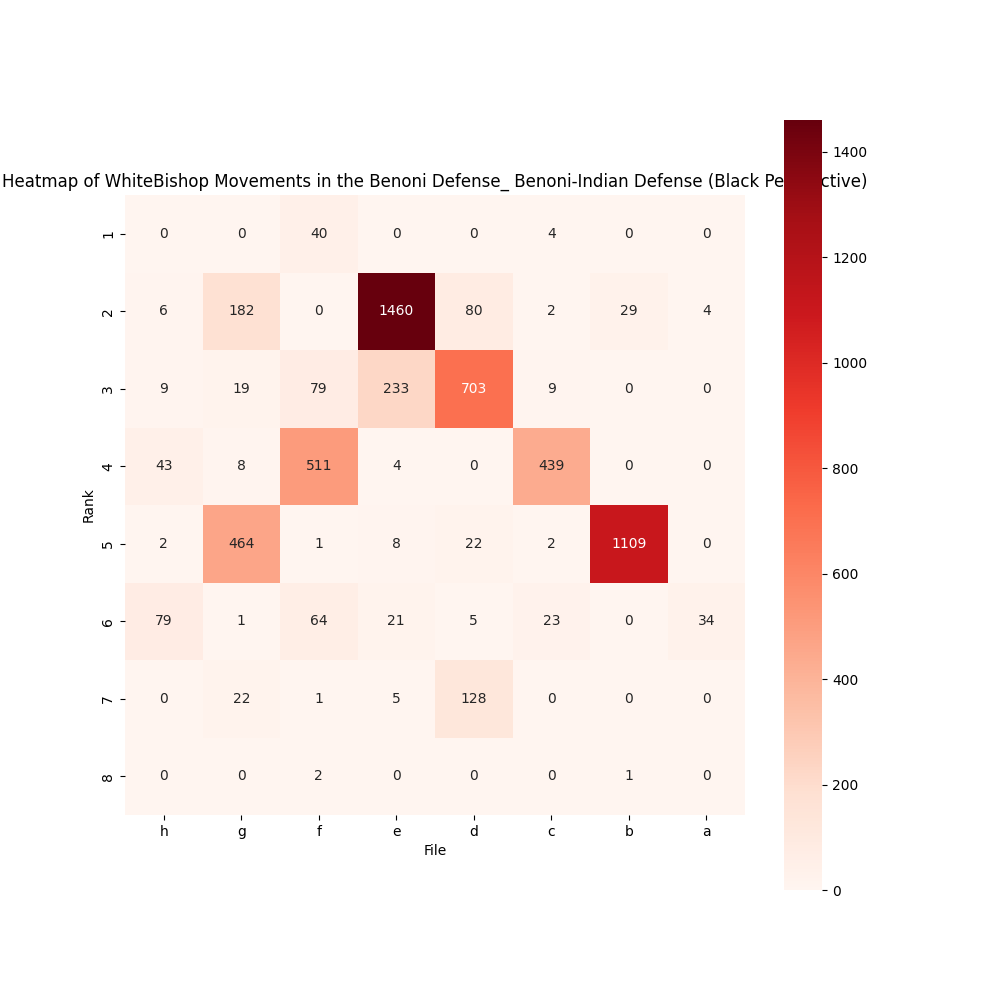 Heatmap of WhiteBishop Movements in the Benoni Defense_ Benoni-Indian Defense (Black Pe ctive)
1400
1200
1000
800
600
400
200
0
Rank
1 0 0 40 0 0 4 0 0
2 6 182 0 1460 80 2 29 4
3 9 19 79 233 703 9 0 0
4 43 8 511 4 0 439 0 0
5 2 464 1 8 22 2 1109 0
6 79 1 64 21 5 23 0 34
7 0 22 1 5 128 0 0 0
8 0 0 2 0 0 0 1 0
h g f e d c b a
File